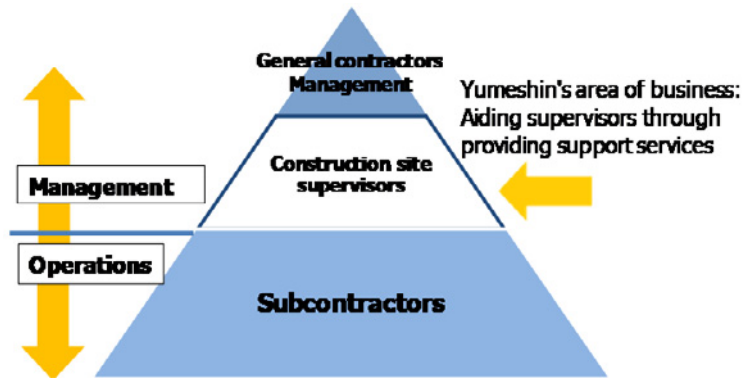 General contractors
Management
Yumeshin's area of business:
Aiding supervisors through
providing support services
Construction site
supervisors
Management
Operations
Subcontractors